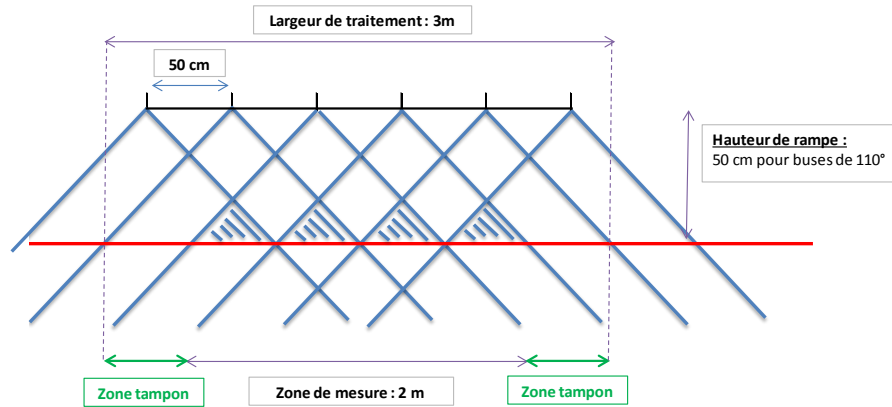 Largeur de traitement : 3m
50 cm
Hauteur de rampe :
50 cm pour buses de 110°
Zone tampon
Zone de mesure : 2 m
Zone tampon